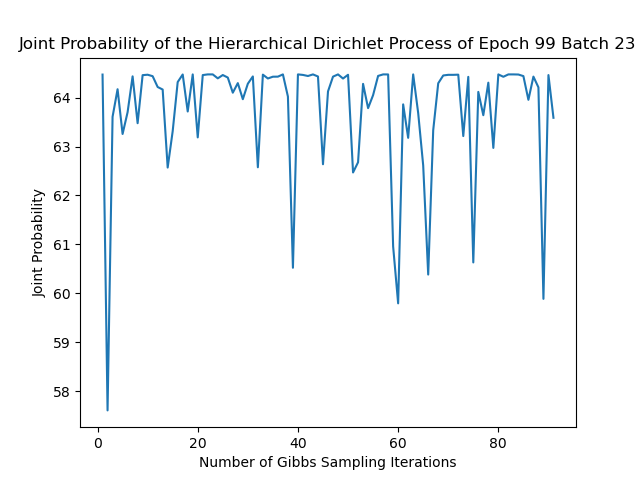 Joint Probability of the Hierarchical Dirichlet Process of Epoch 99 Batch 23
Joint Probability
64
63
62
61
60
59
58
0 20 40 60 80
Number of Gibbs Sampling Iterations